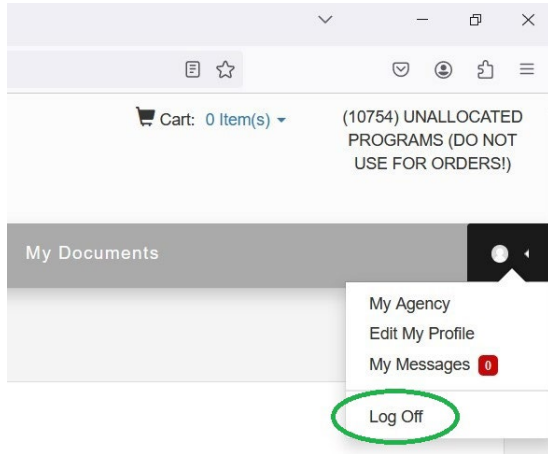 Cart: 0 Item(s)
(10754) UNALLOCATED
PROGRAMS (DO NOT
USE FOR ORDERS!)
My Documents
My Agency
Edit My Profile
My Messages 0
Log Off